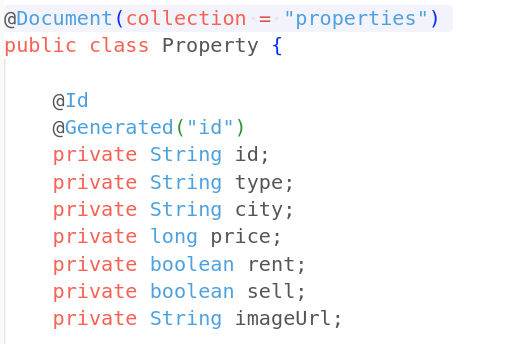 @Document(collection = "properties")
public class Property {
@Id
@Generated("id")
private String id;
private String type;
private String city;
private long price;
private boolean rent;
private boolean sell;
private String imageUrl;